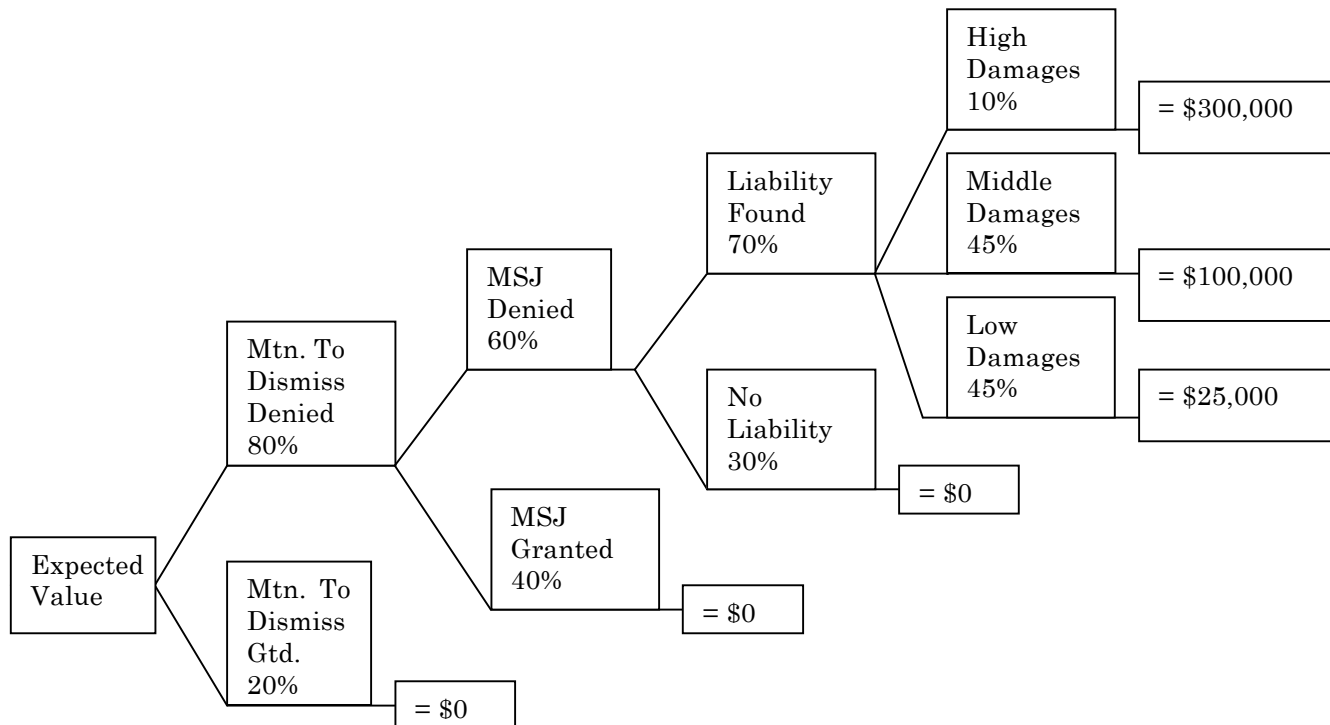 High
Damages
10%
= $300,000
Liability
Found
70%
Middle
Damages
45%
= $100,000
MSJ
Denied
60%
Low
Damages
45%
= $25,000
Mtn. To
Dismiss
Denied
80%
No
Liability
30%
= $0
MSJ
Granted
40%
= $0
Expected
Value
Mtn. To
Dismiss
Gtd.
20%
= $0